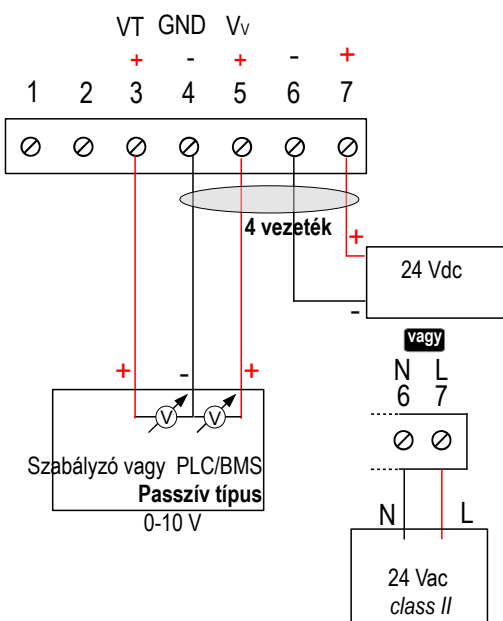 VT GND Vv
+ - + - +
1 2 3 4 5 6 7
4 vezeték
+
24 Vdc
-
vagy
N L
6 7
+ - +
V V
Szabályzó vagy PLC/BMS
Passzív típus
0-10 V
N L
24 Vac
class II